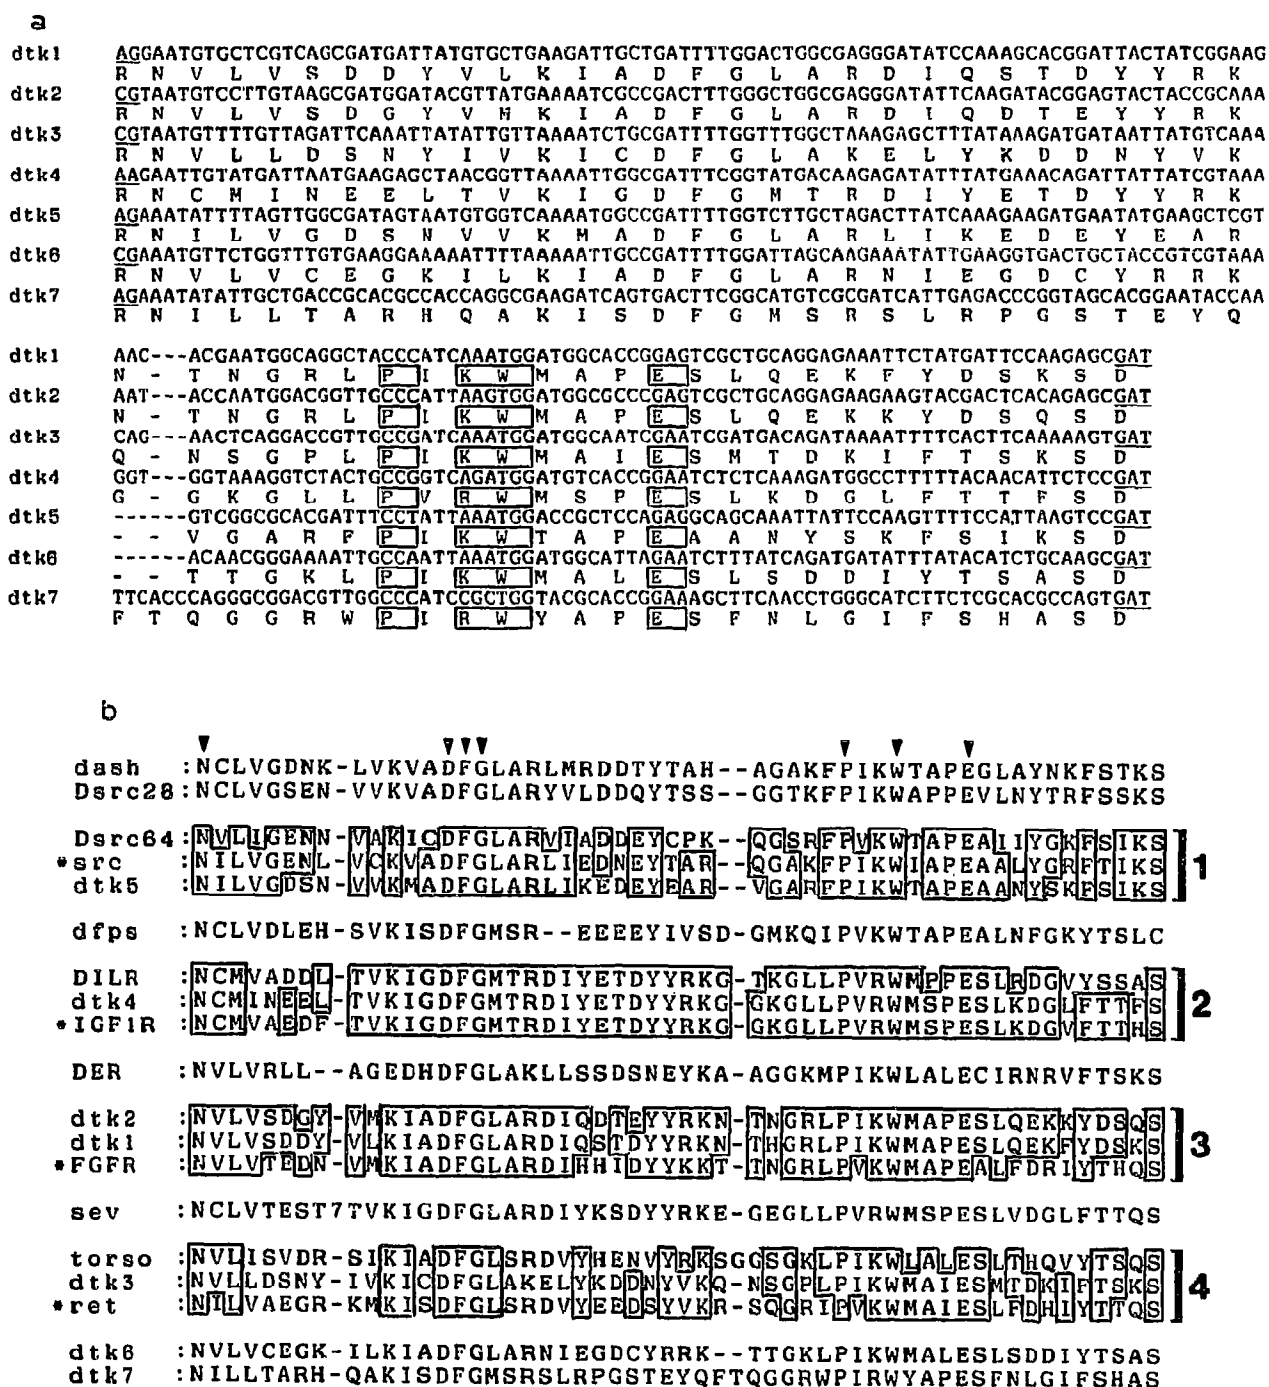 a
dtk1 AGGAATGTGCTCGTCAGCGATGATTATGTGCTGAAGATTGCTGATTTTGGACTGGCGAGGGATATCCAAAGCACGGATTACTATCGGAAG
R N V L V S D D Y V L K I A D F G L A R D I Q S T D Y Y R K
dtk2 CGTAATGTCCTTGTAAGCGATGGATACGTTATGAAAATCGCCGACTTTGGGCTGGCGAGGGATATTCAAGATACGGAGTACTACCGCAAA
R N V L V S D G Y V M K I A D F G L A R D I Q D T E Y Y R K
dtk3 CGTAATGTTTTGTTAGATTCAAATTATATTGTTAAAATCTGCGATTTTGGTTTGGCTAAAGAGCTTTATAAAGATGATAATTATGTCAAA
R N V L L D S N Y I V K I C D F G L A K E L Y K D D N Y V K
dtk4 AAGAATTGTATGATTAATGAAGAGCTAACGGTTAAAATTGGCGATTTCGGTATGACAAGAGATATTTATGAAACAGATTATTATCGTAAA
R N C M I N E E L T V K I G D F G M T R D I Y E T D Y Y R K
dtk5 AGAAATATTTTAGTTGGCGATAGTAATGTGGTCAAAATGGCCGATTTTGGTCTTGCTAGACTTATCAAAGAAGATGAATATGAAGCTCGT
R N I L V G D S N V V K M A D F G L A R L I K E D E Y E A R
dtk6 CGAAATGTTCTGGTTTGTGAAGGAAAAATTTTAAAAATTGCCGATTTTGGATTAGCAAGAAATATTGAAGGTGACTGCTACCGTCGTAAA
R N V L V C E G K I L K I A D F G L A R N I E G D C Y R R K
dtk7 AGAAATATATTGCTGACCGCACGCCACCAGGCGAAGATCAGTGACTTCGGCATGTCGCGATCATTGAGACCCGGTAGCACGGAATACCAA
R N I L L T A R H Q A K I S D F G M S R S L R P G S T E Y Q
dtk1 AAC---ACGAATGGCAGGCTACCCATCAAATGGATGGCACCGGAGTCGCTGCAGGAGAAATTCTATGATTCCAAGAGCGAT
N - T N G R L P I K W M A P E S L Q E K F Y D S K S D
dtk2 AAT---ACCAATGGACGGTTGCCCATTAAGTGGATGGCGCCCGAGTCGCTGCAGGAGAAGAAGTACGACTCACAGAGCGAT
N - T N G R L P I K W M A P E S L Q E K K Y D S Q S D
dtk3 CAG---AACTCAGGACCGTTGCCGATCAAATGGATGGCAATCGAATCGATGACAGATAAAATTTTCACTTCAAAAAGTGAT
Q - N S G P L P I K W M A I E S M T D K I F T S K S D
dtk4 GGT---GGTAAAGGTCTACTGCCGGTCAGATGGATGTCACCGGAATCTCTCAAAGATGGCCTTTTTACAACATTCTCCGAT
G - G K G L L P V R W M S P E S L K D G L F T T F S D
dtk5 ------GTCGGCGCACGATTTCCTATTAAATGGACCGCTCCAGAGGCAGCAAATTATTCCAAGTTTTCCATTAAGTCCGAT
- - V G A R F P I K W T A P E A A N Y S K F S I K S D
dtk6 ------ACAACGGGAAAATTGCCAATTAAATGGATGGCATTAGAATCTTTATCAGATGATATTTATACATCTGCAAGCGAT
- - T T G K L P I K W M A L E S L S D D I Y T S A S D
dtk7 TTCACCCAGGGCGGACGTTGGCCCATCCGCTGGTACGCACCGGAAAGCTTCAACCTGGGCATCTTCTCGCACGCCAGTGAT
F T Q G G R W P I R W Y A P E S F N L G I F S H A S D
b
dash :NCLVGDNK-LVKVADFGLARLMRDDTYTAH--AGAKFPIKWTAPEGLAYNKFSTKS
Dsrc28:NCLVGSEN-VVKVADFGLARYVLDDQYTSS--GGTKFPIKWAPPEVLNYTRFSSKS
Dsrc64:NVLIGENN-VAKICDFGLARVIADDEYCPK--QGSRFPVKWTAPEAIIYGKFSIKS
*src :NILVGENL-VCKVADFGLARLIEDNEYTAR--QGAKFPIKWTAPEAALYGRFTIKS
dtk5 :NILVGDSN-VVKMADFGLARLIKEDEYEAR--VGARFPIKWTAPEAANYSKFSIKS
1
dfps :NCLVDLEH-SVKISDFGMSR--EEEEYIVSD-GMKQIPVKWTAPEALNFGKYTSLC
DILR :NCMVADDL-TVKIGDFGMTRDIYETDYYRKG-TKGLLPVRWMPPESLRDGVYSSAS
dtk4 :NCMINEEL-TVKIGDFGMTRDIYETDYYRKG-GKGLLPVRWMSPESLKDGLFTTFS
*IGF1R :NCMVAEDF-TVKIGDFGMTRDIYETDYYRKG-GKGLLPVRWMSPESLKDGVFTTHS
2
DER :NVLVRLL--AGEDHDFGLAKLLSSDSNEYKA-AGGKMPIKWLALECIRNRVFTSKS
dtk2 :NVLVSDGY-VMKIADFGLARDIQDTEYYRKN-TNGRLPIKWMAPESLQEKKYDSQS
dtk1 :NVLVSDDY-VLKIADFGLARDIQSTDYYRKN-THGRLPIKWMAPESLQEKFYDSKS
*FGFR :NVLVTEDN-VMKIADFGLARDIHHIDYYKKT-TNGRLPVKWMAPEALFDRIYTHQS
3
sev :NCLVTEST7TVKIGDFGLARDIYKSDYYRKE-GEGLLPVRWMSPESLVDGLFTTQS
torso :NVLISVDR-SIKIADFGLSRDVYHENVYRKSGGSGKLPIKWLALESLTHQVYTSQS
dtk3 :NVLLDSNY-IVKICDFGLAKELYKDDNYVKQ-NSGPLPIKWMAIESMTDKIFTSKS
*ret :NILVAEGR-KMKISDFGLSRDVYEEDSYVKR-SQGRIPVKWMAIESLFDHIYTTQS
4
dtk6 :NVLVCEGK-ILKIADFGLARNIEGDCYRRK--TTGKLPIKWMALESLSDDIYTSAS
dtk7 :NILLTARH-QAKISDFGMSRSLRPGSTEYQFTQGGRWPIRWYAPESFNLGIFSHAS